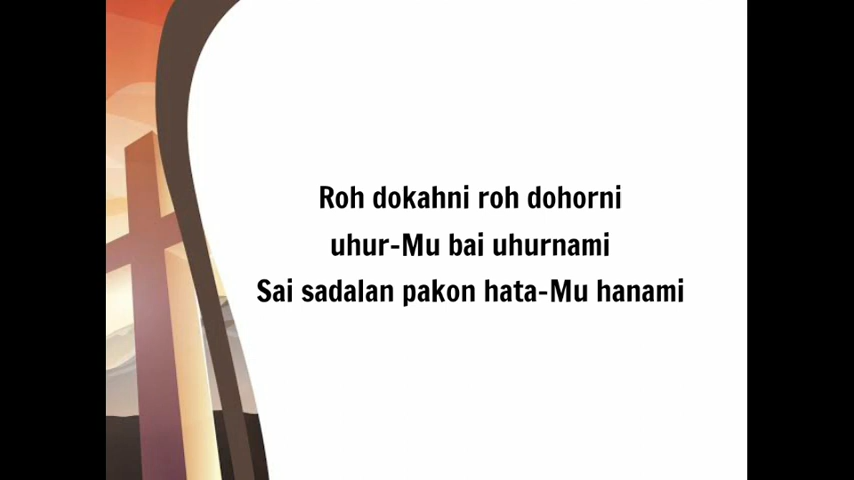 Roh dokahni roh dohorni
uhur-Mu bai uhurnami
Sai sadalan pakon hata-Mu hanami